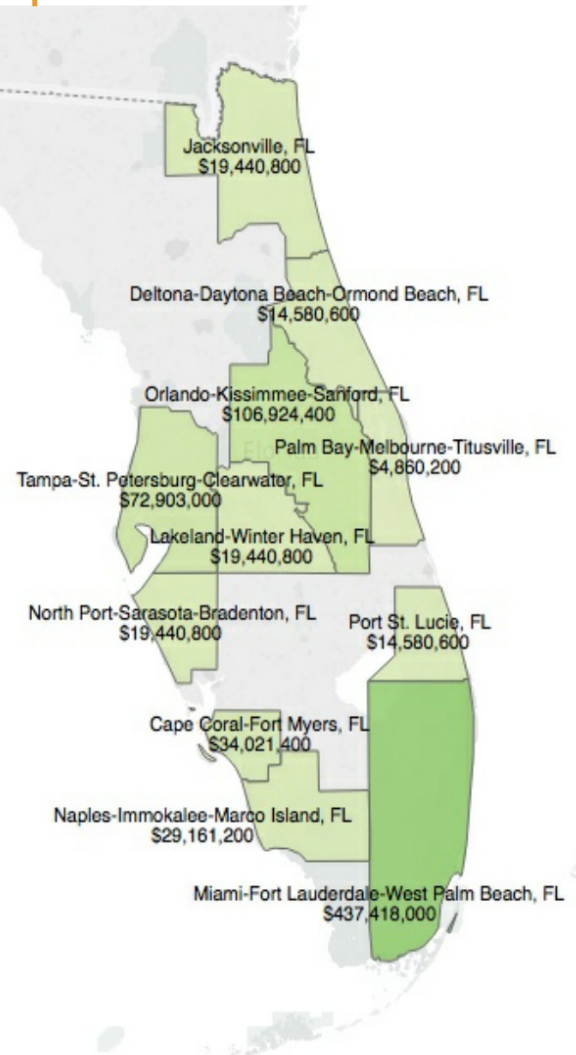 Jacksonville, FL
$19,440,800
Deltona-Daytona Beach-Ormond Beach, FL
$14,580,600
Orlando-Kissimmee-Sanford, FL
$106,924,400
Palm Bay-Melbourne-Titusville, FL
$4,860,200
Tampa-St. Petersburg-Clearwater, FL
$72,903,000
Lakeland-Winter Haven, FL
$19,440,800
North Port-Sarasota-Bradenton, FL
$19,440,800
Port St. Lucie, FL
$14,580,600
Cape Coral-Fort Myers, FL
$34,021,400
Naples-Immokalee-Marco Island, FL
$29,161,200
Miami-Fort Lauderdale-West Palm Beach, FL
$437,418,000